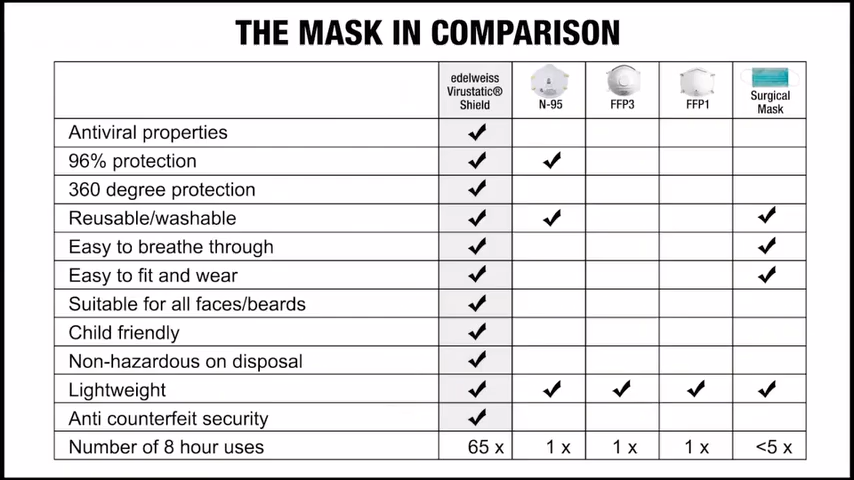 THE MASK IN COMPARISON
edelweiss
Virustatic®
Shield
N-95
FFP3
FFP1
Surgical
Mask
Antiviral properties ✔
96% protection ✔ ✔
360 degree protection ✔
Reusable/washable ✔ ✔ ✔
Easy to breathe through ✔ ✔
Easy to fit and wear ✔ ✔
Suitable for all faces/beards ✔
Child friendly ✔
Non-hazardous on disposal ✔
Lightweight ✔ ✔ ✔ ✔ ✔
Anti counterfeit security ✔
Number of 8 hour uses 65 x 1 x 1 x 1 x <5 x